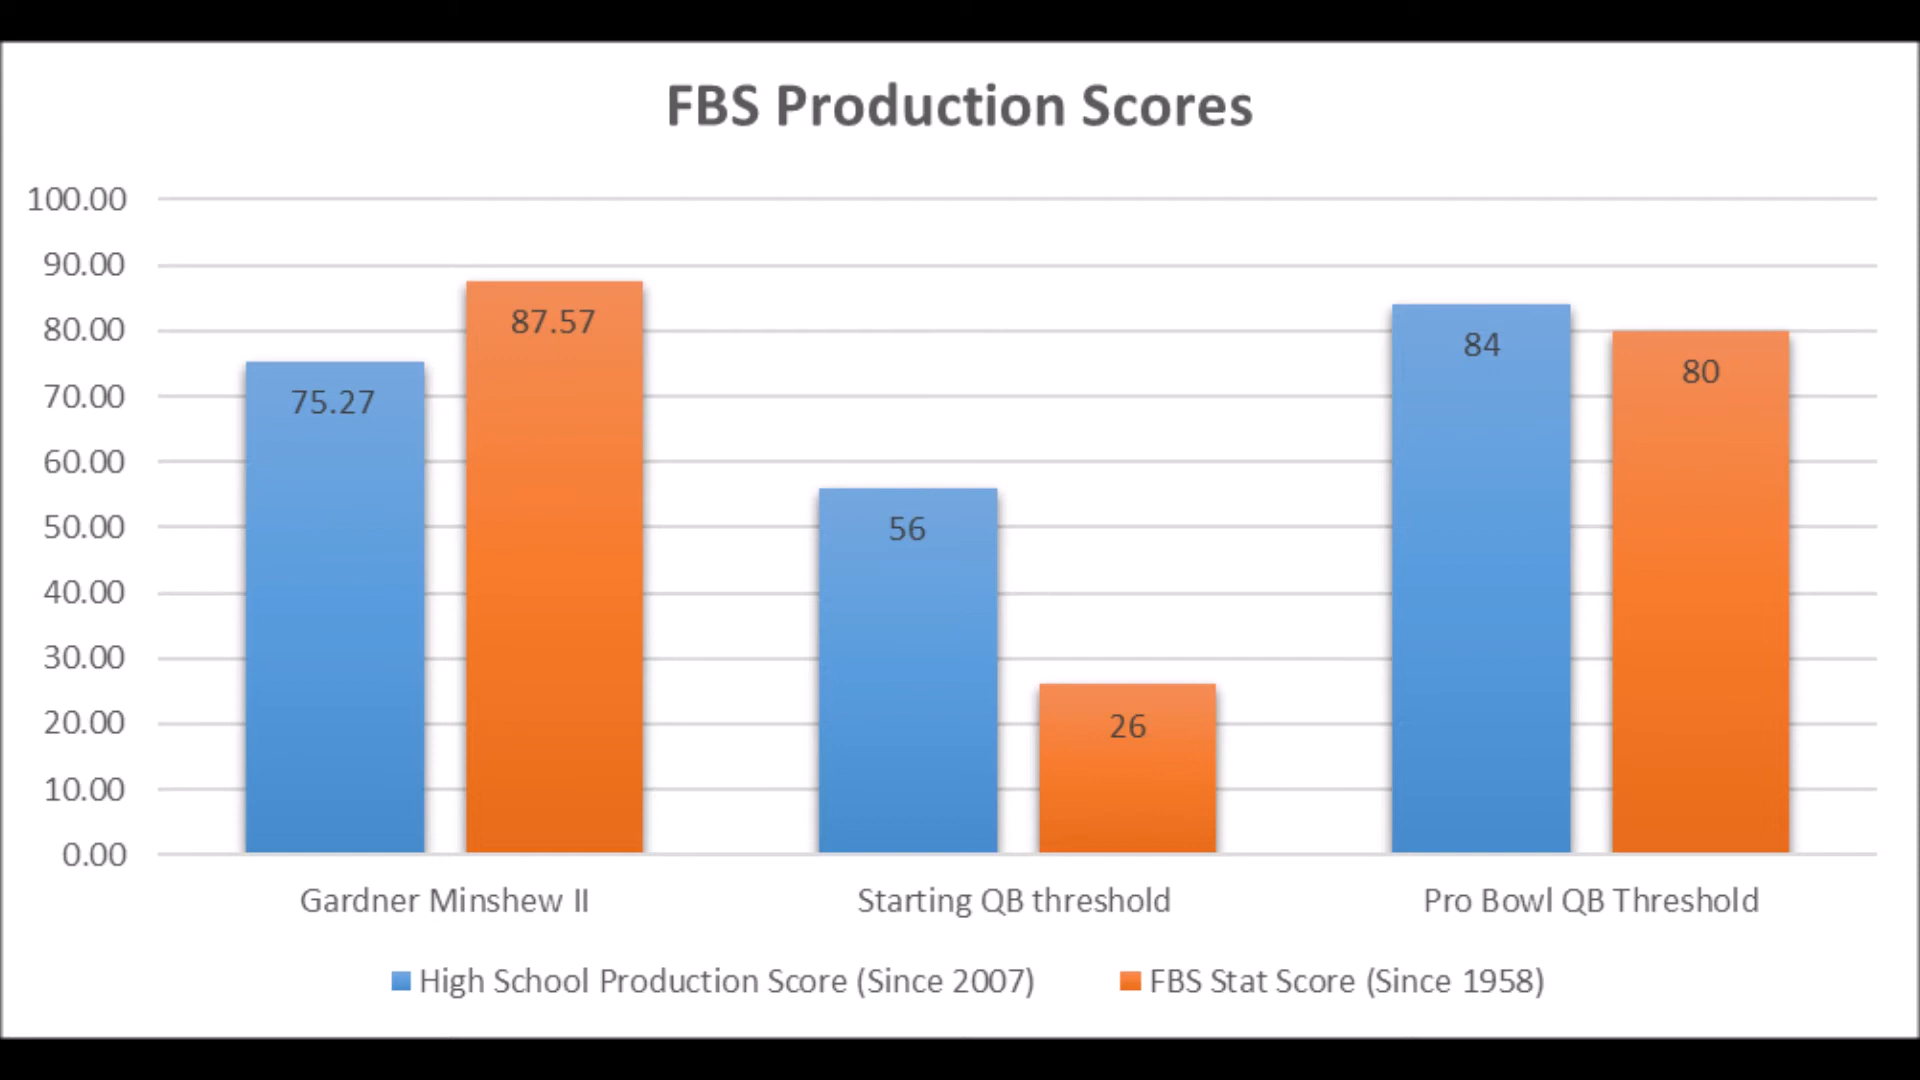 FBS Production Scores
100.00
90.00
80.00
70.00
60.00
50.00
40.00
30.00
20.00
10.00
0.00
75.27
87.57
56
26
84
80
Gardner Minshew II
Starting QB threshold
Pro Bowl QB Threshold
High School Production Score (Since 2007)
FBS Stat Score (Since 1958)